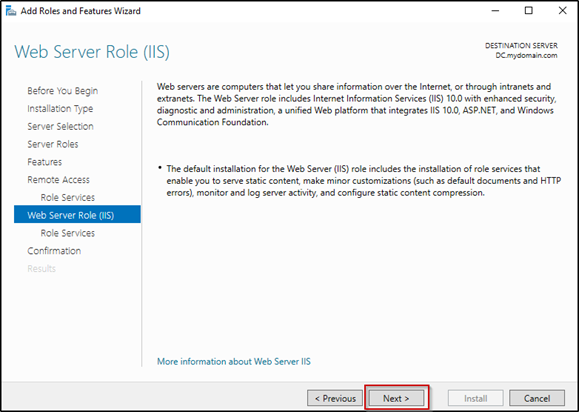 Add Roles and Features Wizard
Web Server Role (IIS)
DESTINATION SERVER
DC.mydomain.com
Before You Begin
Installation Type
Server Selection
Server Roles
Features
Remote Access
Role Services
Web Server Role (IIS)
Role Services
Confirmation
Results
Web servers are computers that let you share information over the Internet, or through intranets and
extranets. The Web Server role includes Internet Information Services (IIS) 10.0 with enhanced security,
diagnostic and administration, a unified Web platform that integrates IIS 10.0, ASP.NET, and Windows
Communication Foundation.
• The default installation for the Web Server (IIS) role includes the installation of role services that
enable you to serve static content, make minor customizations (such as default documents and HTTP
errors), monitor and log server activity, and configure static content compression.
More information about Web Server IIS
< Previous
Next >
Install
Cancel